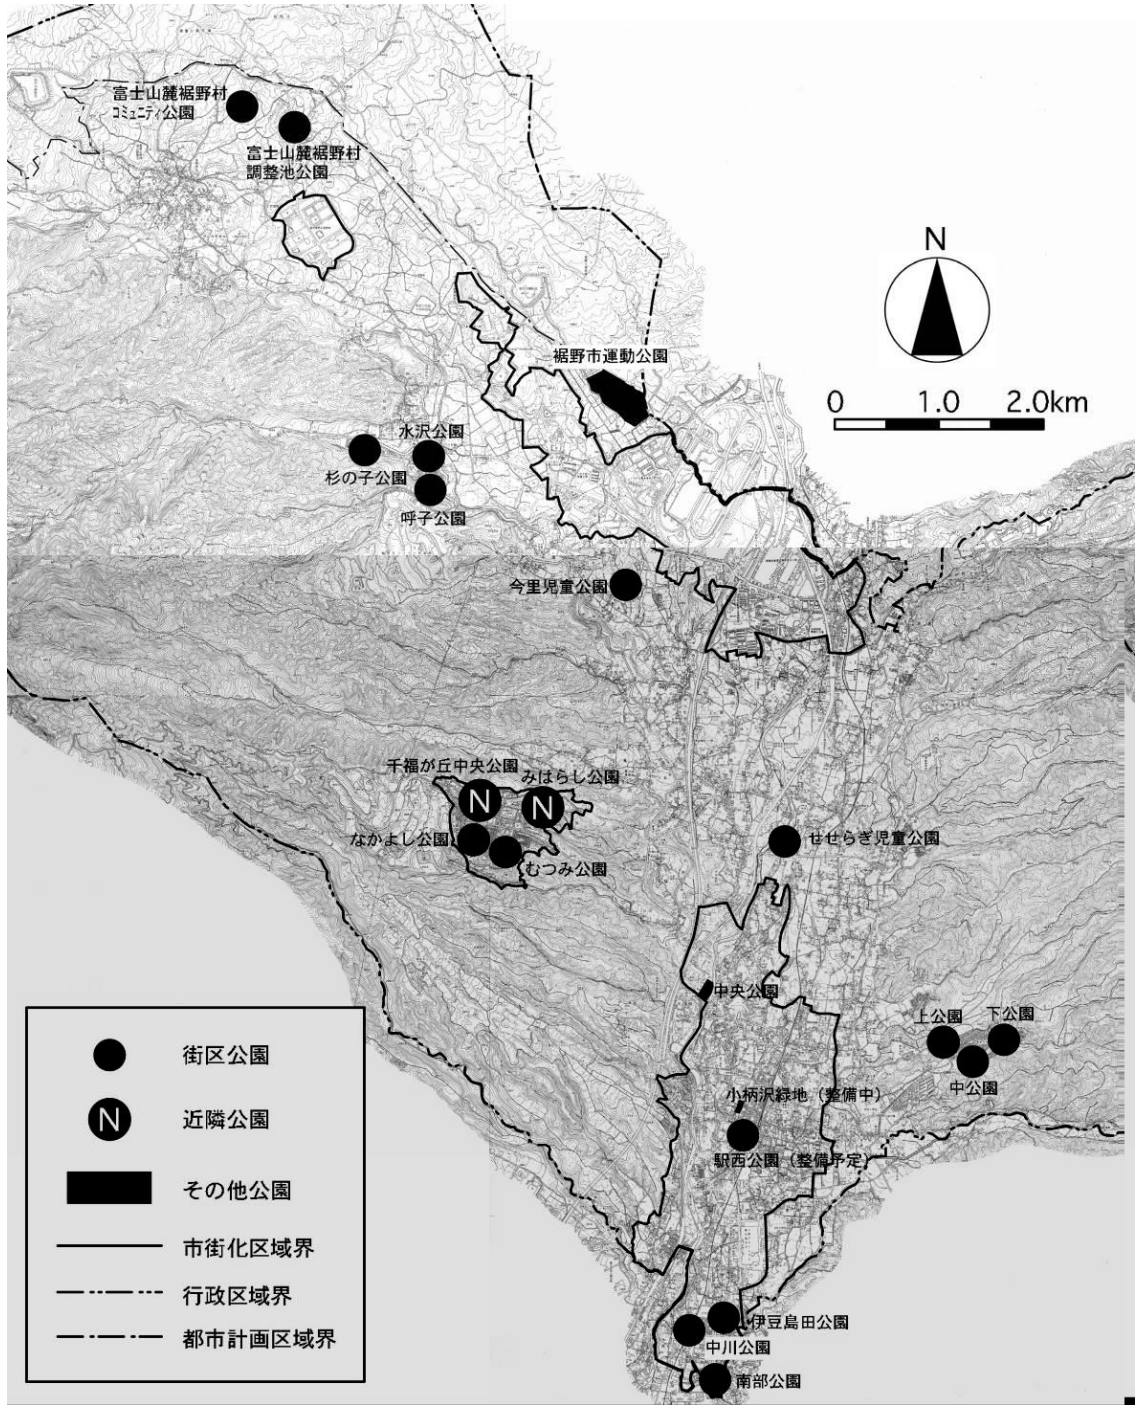 富士山麓裾野村
コミュニティ公園
富士山麓裾野村
調整池公園
N
裾野市運動公園
0 1.0 2.0km
水沢公園
杉の子公園
呼子公園
今里児童公園
千福が丘中央公園
みはらし公園
N
N
なかよし公園
むつみ公園
せせらぎ児童公園
中央公園
上公園
下公園
中公園
小柄沢緑地（整備中）
駅西公園（整備予定）
伊豆島田公園
中川公園
南部公園
街区公園
N
近隣公園
その他公園
市街化区域界
行政区域界
都市計画区域界